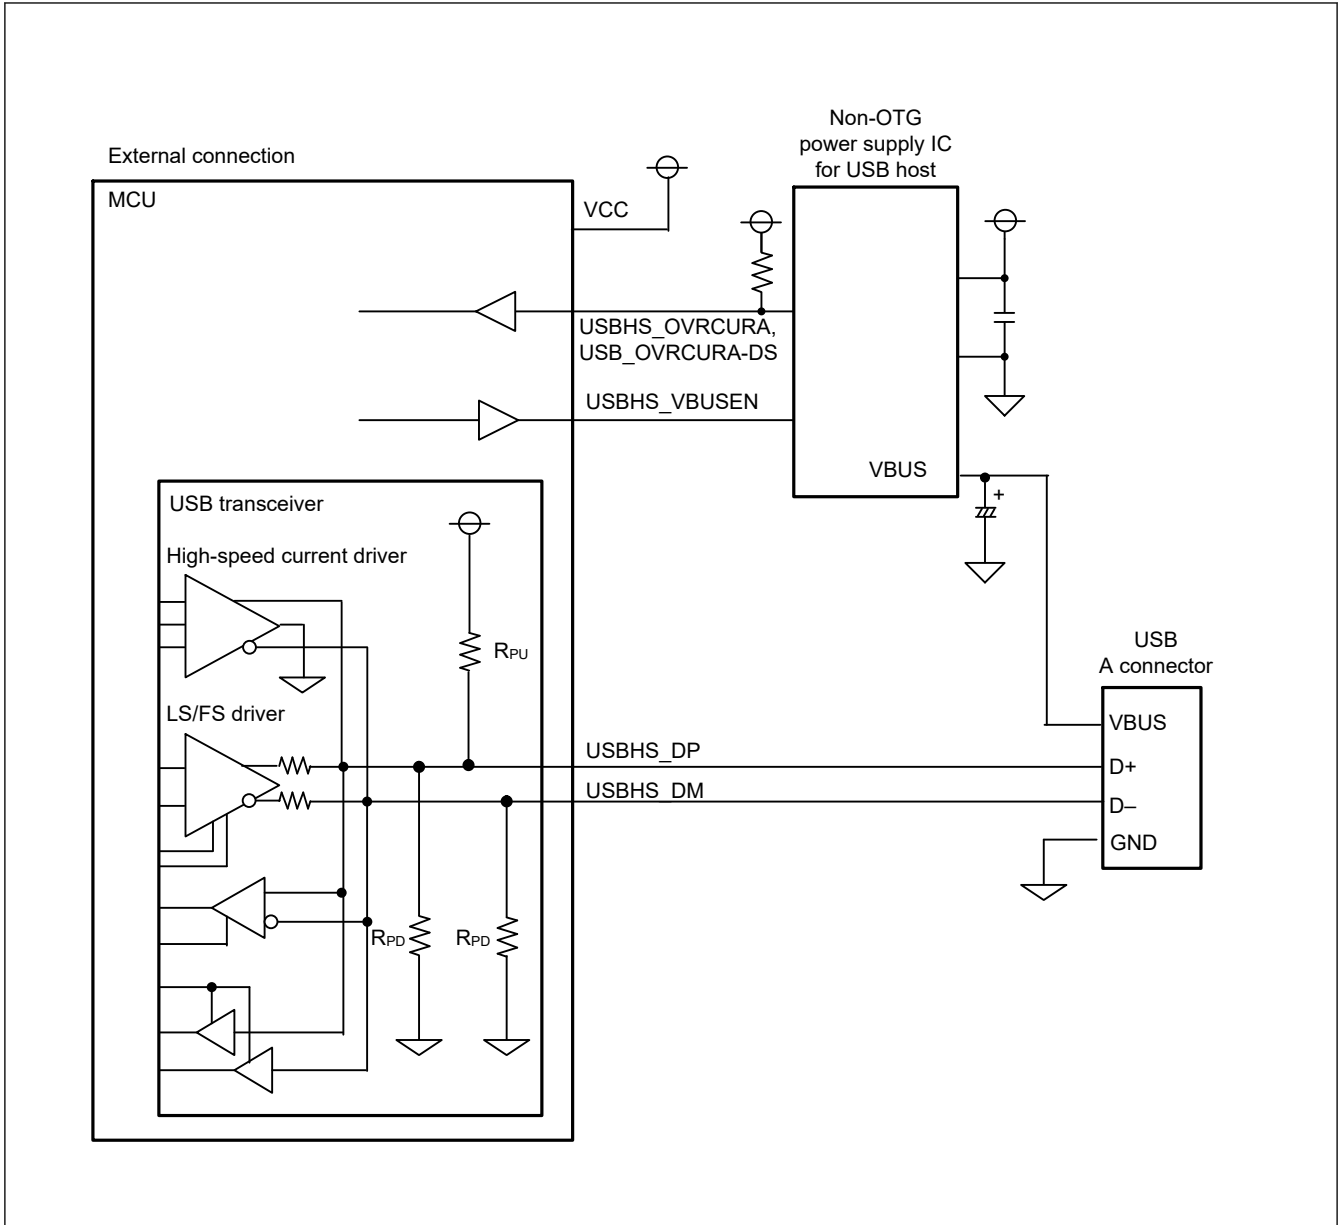 Non-OTG
power supply IC
for USB host
External connection
MCU
VCC
USBHS_OVRCURA,
USB_OVRCURA-DS
USBHS_VBUSEN
VBUS
+
USB transceiver
High-speed current driver
RPU
USB
A connector
LS/FS driver
VBUS
USBHS_DP
D+
USBHS_DM
D–
GND
RPD
RPD